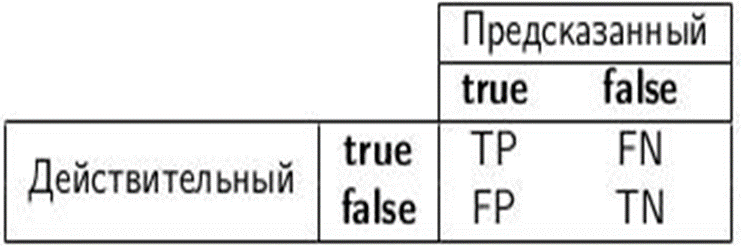 Предсказанный
true false
true TP FN
Действительный
false FP TN